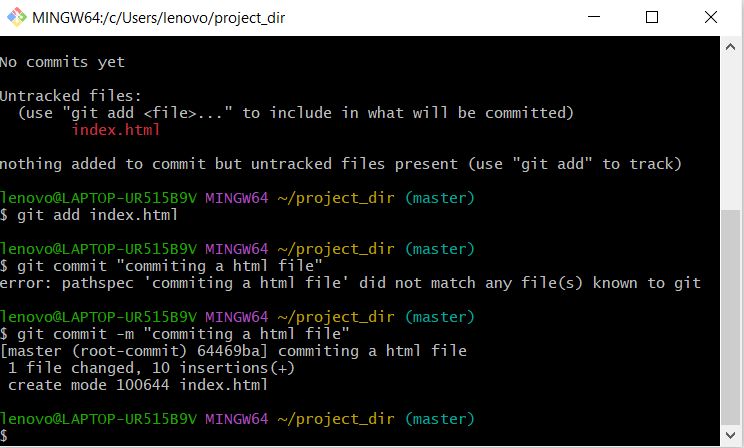 MINGW64:/c/Users/lenovo/project_dir
No commits yet
Untracked files:
(use "git add <file>..." to include in what will be committed)
index.html
nothing added to commit but untracked files present (use "git add" to track)
lenovo@LAPTOP-UR515B9V MINGW64 ~/project_dir (master)
$ git add index.html
lenovo@LAPTOP-UR515B9V MINGW64 ~/project_dir (master)
$ git commit "commiting a html file"
error: pathspec 'commiting a html file' did not match any file(s) known to git
lenovo@LAPTOP-UR515B9V MINGW64 ~/project_dir (master)
$ git commit -m "commiting a html file"
[master (root-commit) 64469ba] commiting a html file
1 file changed, 10 insertions(+)
create mode 100644 index.html
lenovo@LAPTOP-UR515B9V MINGW64 ~/project_dir (master)
$